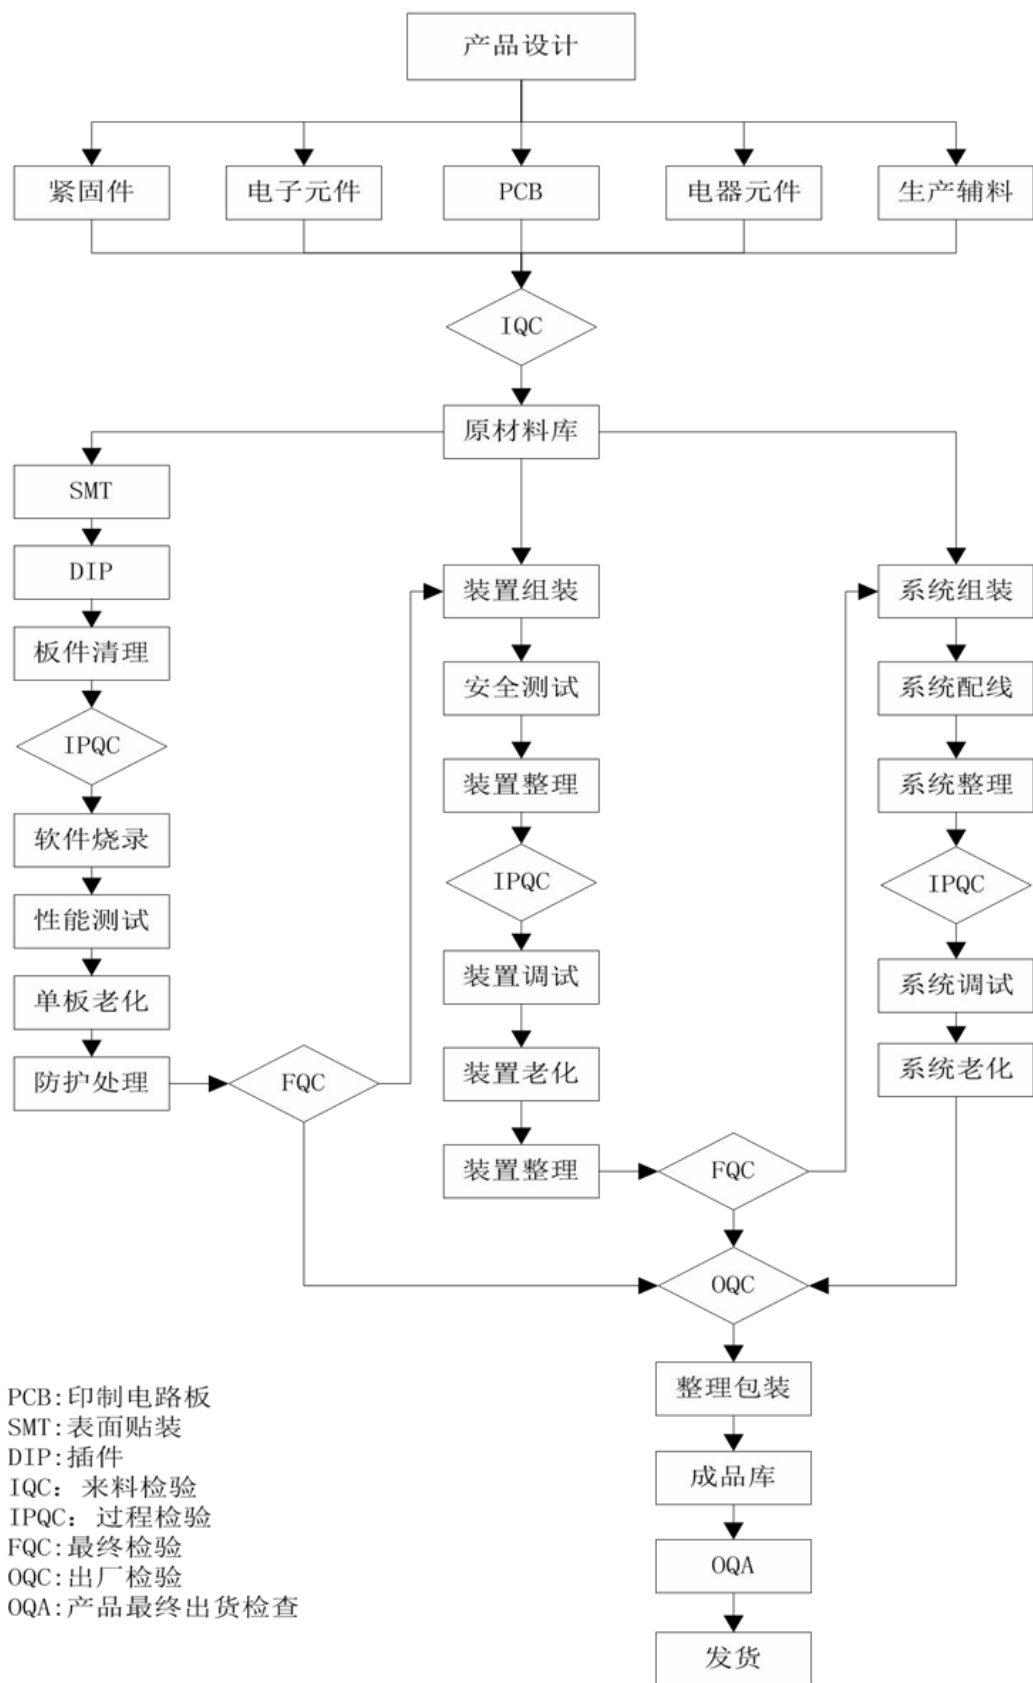 产品设计
紧固件
电子元件
PCB
电器元件
生产辅料
IQC
原材料库
SMT
DIP
板件清理
IPQC
软件烧录
性能测试
单板老化
防护处理
FQC
装置组装
安全测试
装置整理
IPQC
装置调试
装置老化
装置整理
FQC
系统组装
系统配线
系统整理
IPQC
系统调试
系统老化
OQC
整理包装
成品库
OQA
发货
PCB:印制电路板
SMT:表面贴装
DIP:插件
IQC：来料检验
IPQC：过程检验
FQC:最终检验
OQC:出厂检验
OQA:产品最终出货检查